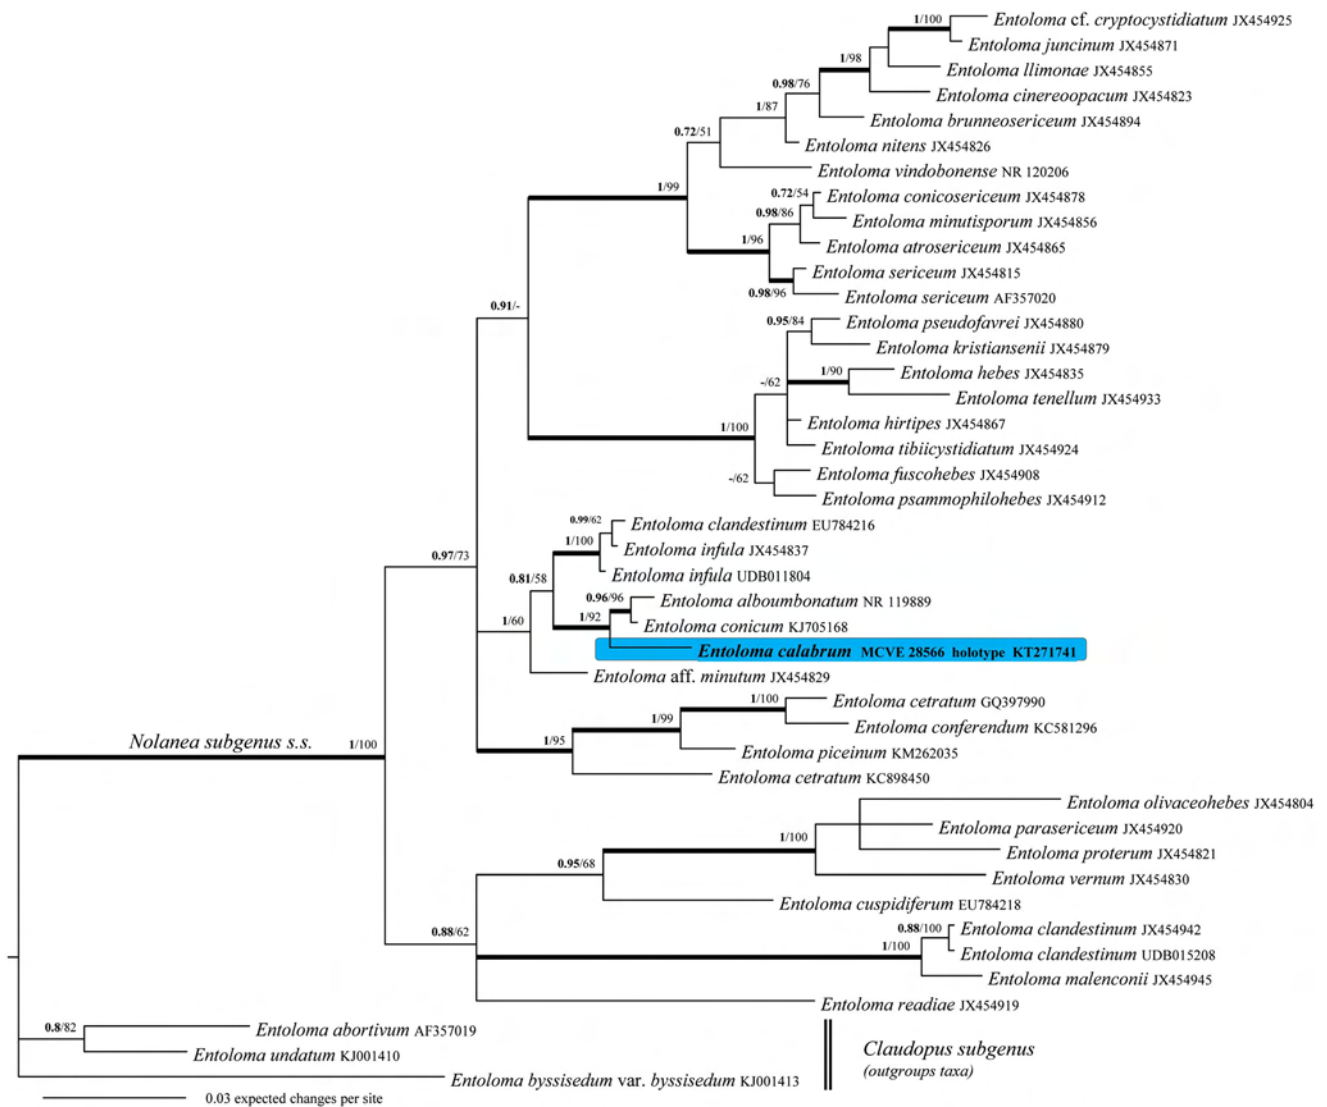 1/100
Entoloma cf. cryptocystidiatum JX454925
Entoloma juncinum JX454871
1/98
Entoloma llimonae JX454855
0.98/76
Entoloma cinereoopacum JX454823
1/87
Entoloma brunneosericeum JX454894
0.72/51
Entoloma nitens JX454826
Entoloma vindobonense NR 120206
1/99
0.72/54
Entoloma conicosericeum JX454878
0.98/86
Entoloma minutisporum JX454856
1/96
Entoloma atrosericeum JX454865
Entoloma sericeum JX454815
0.98/96
Entoloma sericeum AF357020
0.91/-
0.95/84
Entoloma pseudofavrei JX454880
Entoloma kristiansenii JX454879
1/90
Entoloma hebes JX454835
-/62
Entoloma tenellum JX454933
1/100
Entoloma hirtipes JX454867
Entoloma tibiicystidiatum JX454924
-/62
Entoloma fuscohebes JX454908
Entoloma psammophilohebes JX454912
0.99/62
Entoloma clandestinum EU784216
1/100
Entoloma infula JX454837
0.97/73
Entoloma infula UDB011804
0.81/58
0.96/96
Entoloma alboumbonatum NR 119889
1/60
1/92
Entoloma conicum KJ705168
Entoloma calabrum MCVE 28566 holotype KT271741
Entoloma aff. minutum JX454829
1/100
Entoloma cetratum GQ397990
1/99
Entoloma conferendum KC581296
1/95
Entoloma piceinum KM262035
Nolanea subgenus s.s. 1/100
Entoloma cetratum KC898450
Entoloma olivaceohebes JX454804
Entoloma parasericeum JX454920
1/100
Entoloma proterum JX454821
0.95/68
Entoloma vernum JX454830
Entoloma cuspidiferum EU784218
0.88/62
0.88/100
Entoloma clandestinum JX454942
1/100
Entoloma clandestinum UDB015208
Entoloma malenconii JX454945
Entoloma readiae JX454919
0.8/82
Entoloma abortivum AF357019
Entoloma undatum KJ001410
Claudopus subgenus
(outgroups taxa)
Entoloma byssisedum var. byssisedum KJ001413
0.03 expected changes per site